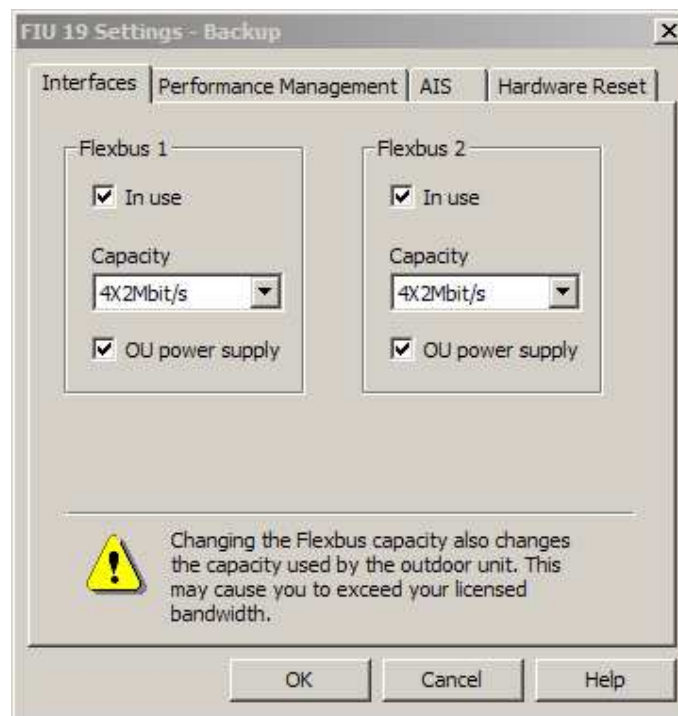 FIU 19 Settings - Backup
Interfaces Performance Management AIS Hardware Reset
Flexbus 1 Flexbus 2
In use In use
Capacity Capacity
4X2Mbit/s 4X2Mbit/s
OU power supply OU power supply
Changing the Flexbus capacity also changes
the capacity used by the outdoor unit. This
may cause you to exceed your licensed
bandwidth.
OK Cancel Help